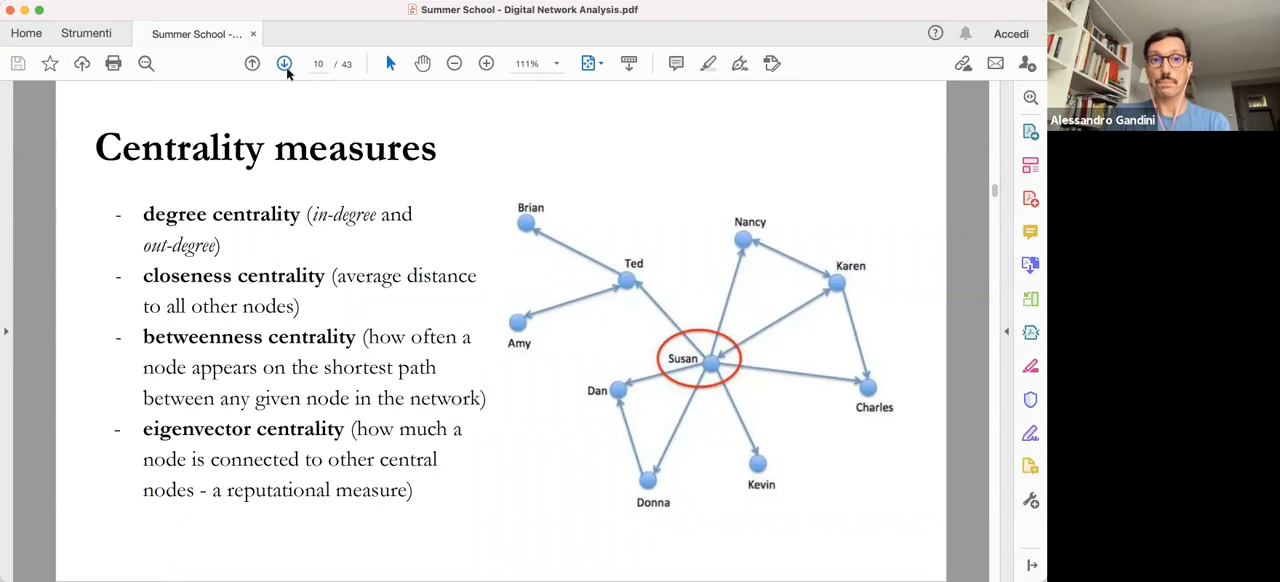 Summer School - Digital Network Analysis.pdf
Home
Strumenti
Summer School -...
×
Accedi
10 / 43
111%
Alessandro Gandini
Centrality measures
- degree centrality (in-degree and
out-degree)
- closeness centrality (average distance
to all other nodes)
- betweenness centrality (how often a
node appears on the shortest path
between any given node in the network)
- eigenvector centrality (how much a
node is connected to other central
nodes - a reputational measure)
Brian
Nancy
Ted
Karen
Amy
Susan
Dan
Charles
Kevin
Donna